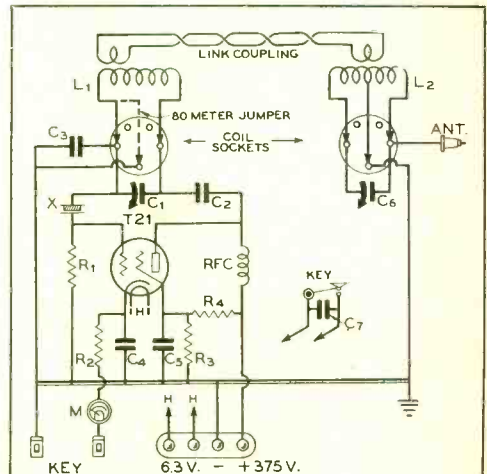 LINK COUPLING
L1
L2
80 METER JUMPER
C3
COIL
SOCKETS
ANT.
X
C1
C2
C6
T21
R1
RFC
KEY
R4
C7
H
R2
C4
C5
R3
M
H
H
KEY
6.3 V. - + 375 V.